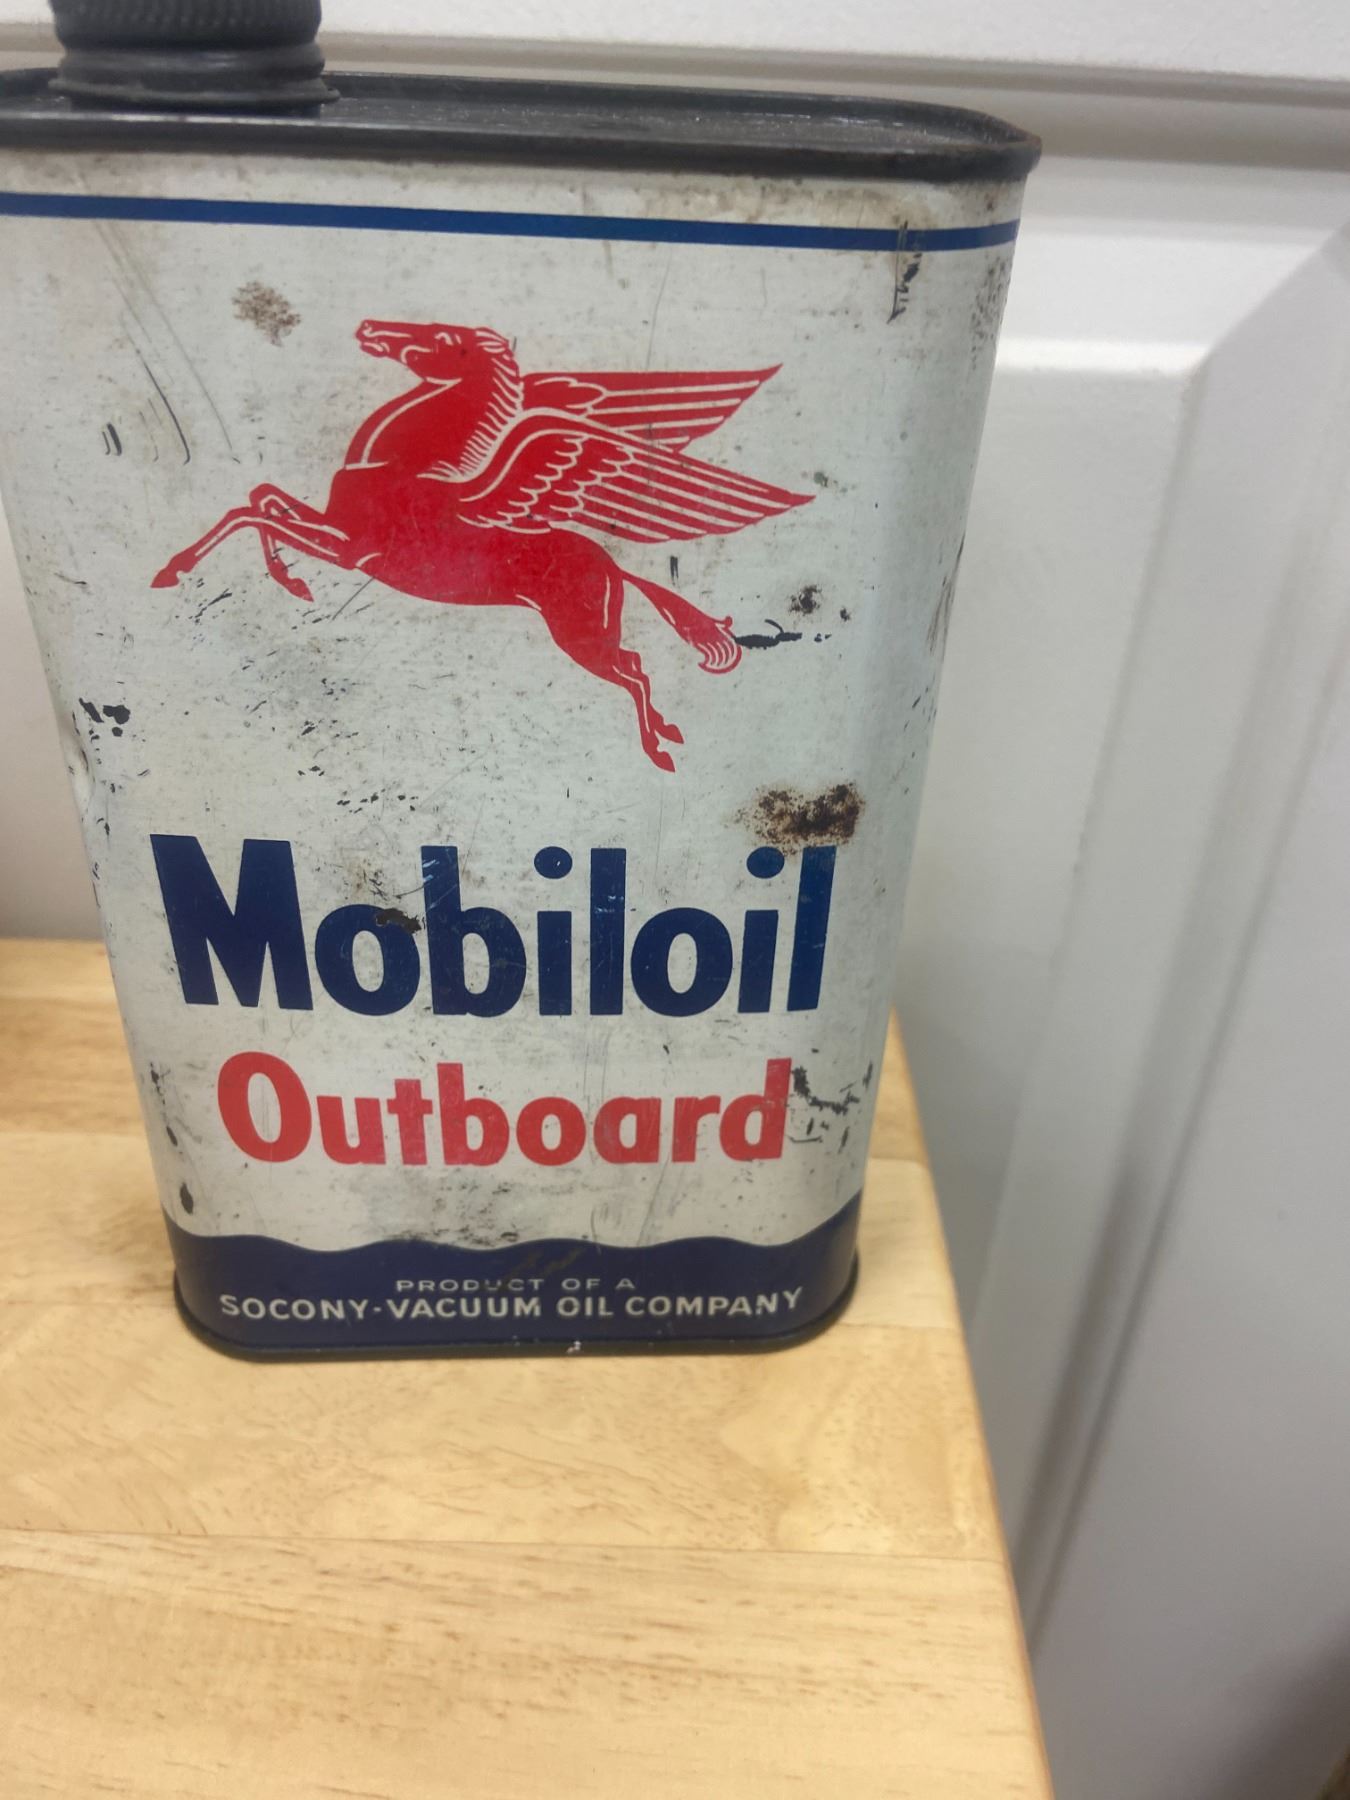 Mobiloil
Outboard
PRODUCT OF A
SOCONY-VACUUM OIL COMPANY